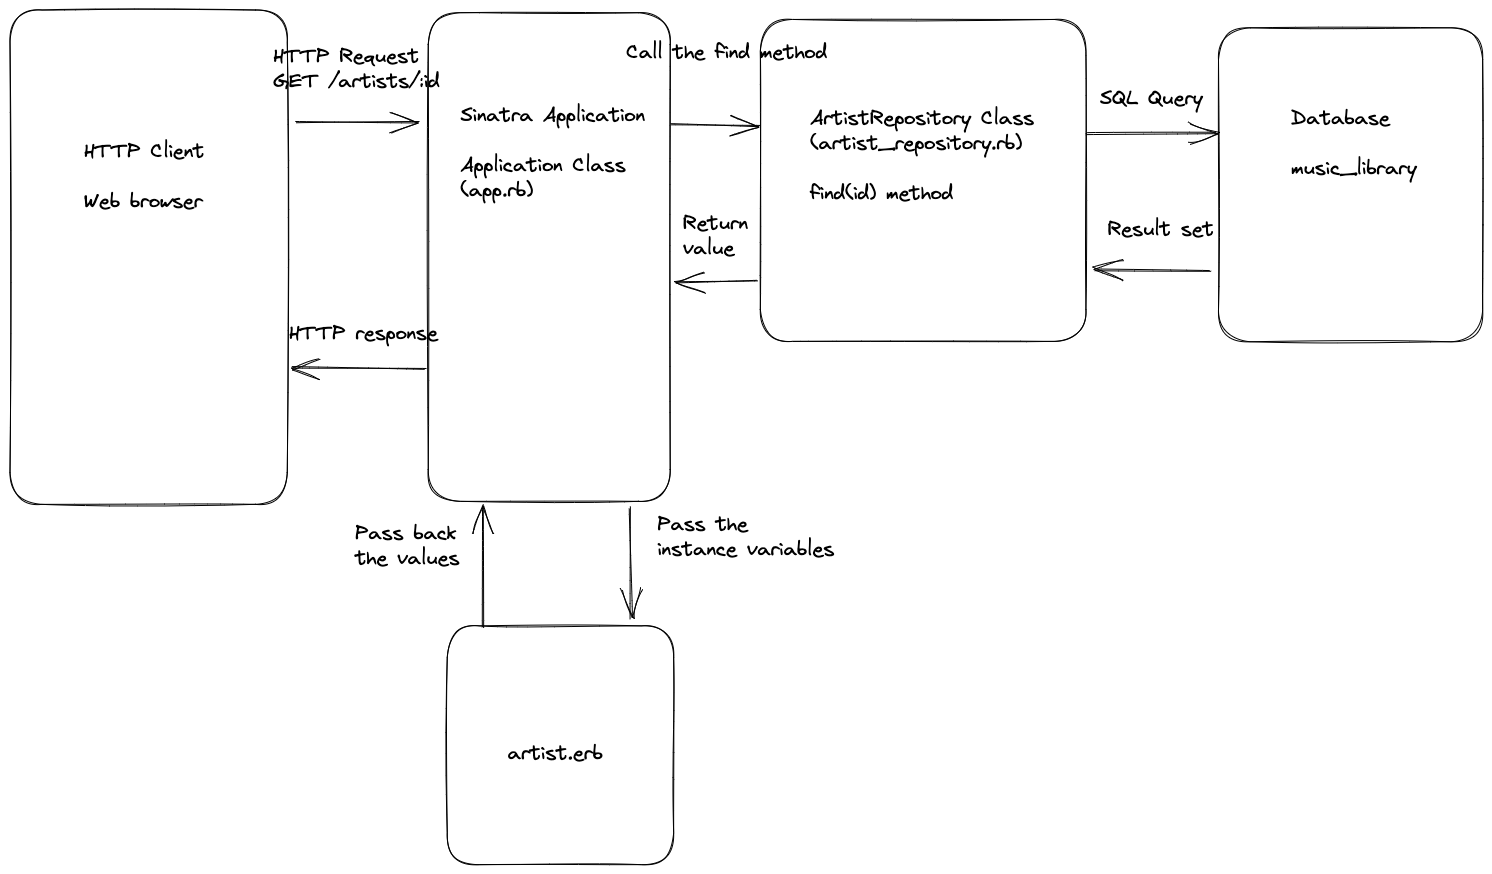 HTTP Request
GET /artists/:id
HTTP Client
Web browser
HTTP response
Sinatra Application
Application Class
(app.rb)
Call the find method
Return
value
ArtistRepository Class
(artist_repository.rb)
find(id) method
SQL Query
Result set
Database
music_library
Pass back
the values
Pass the
instance variables
artist.erb